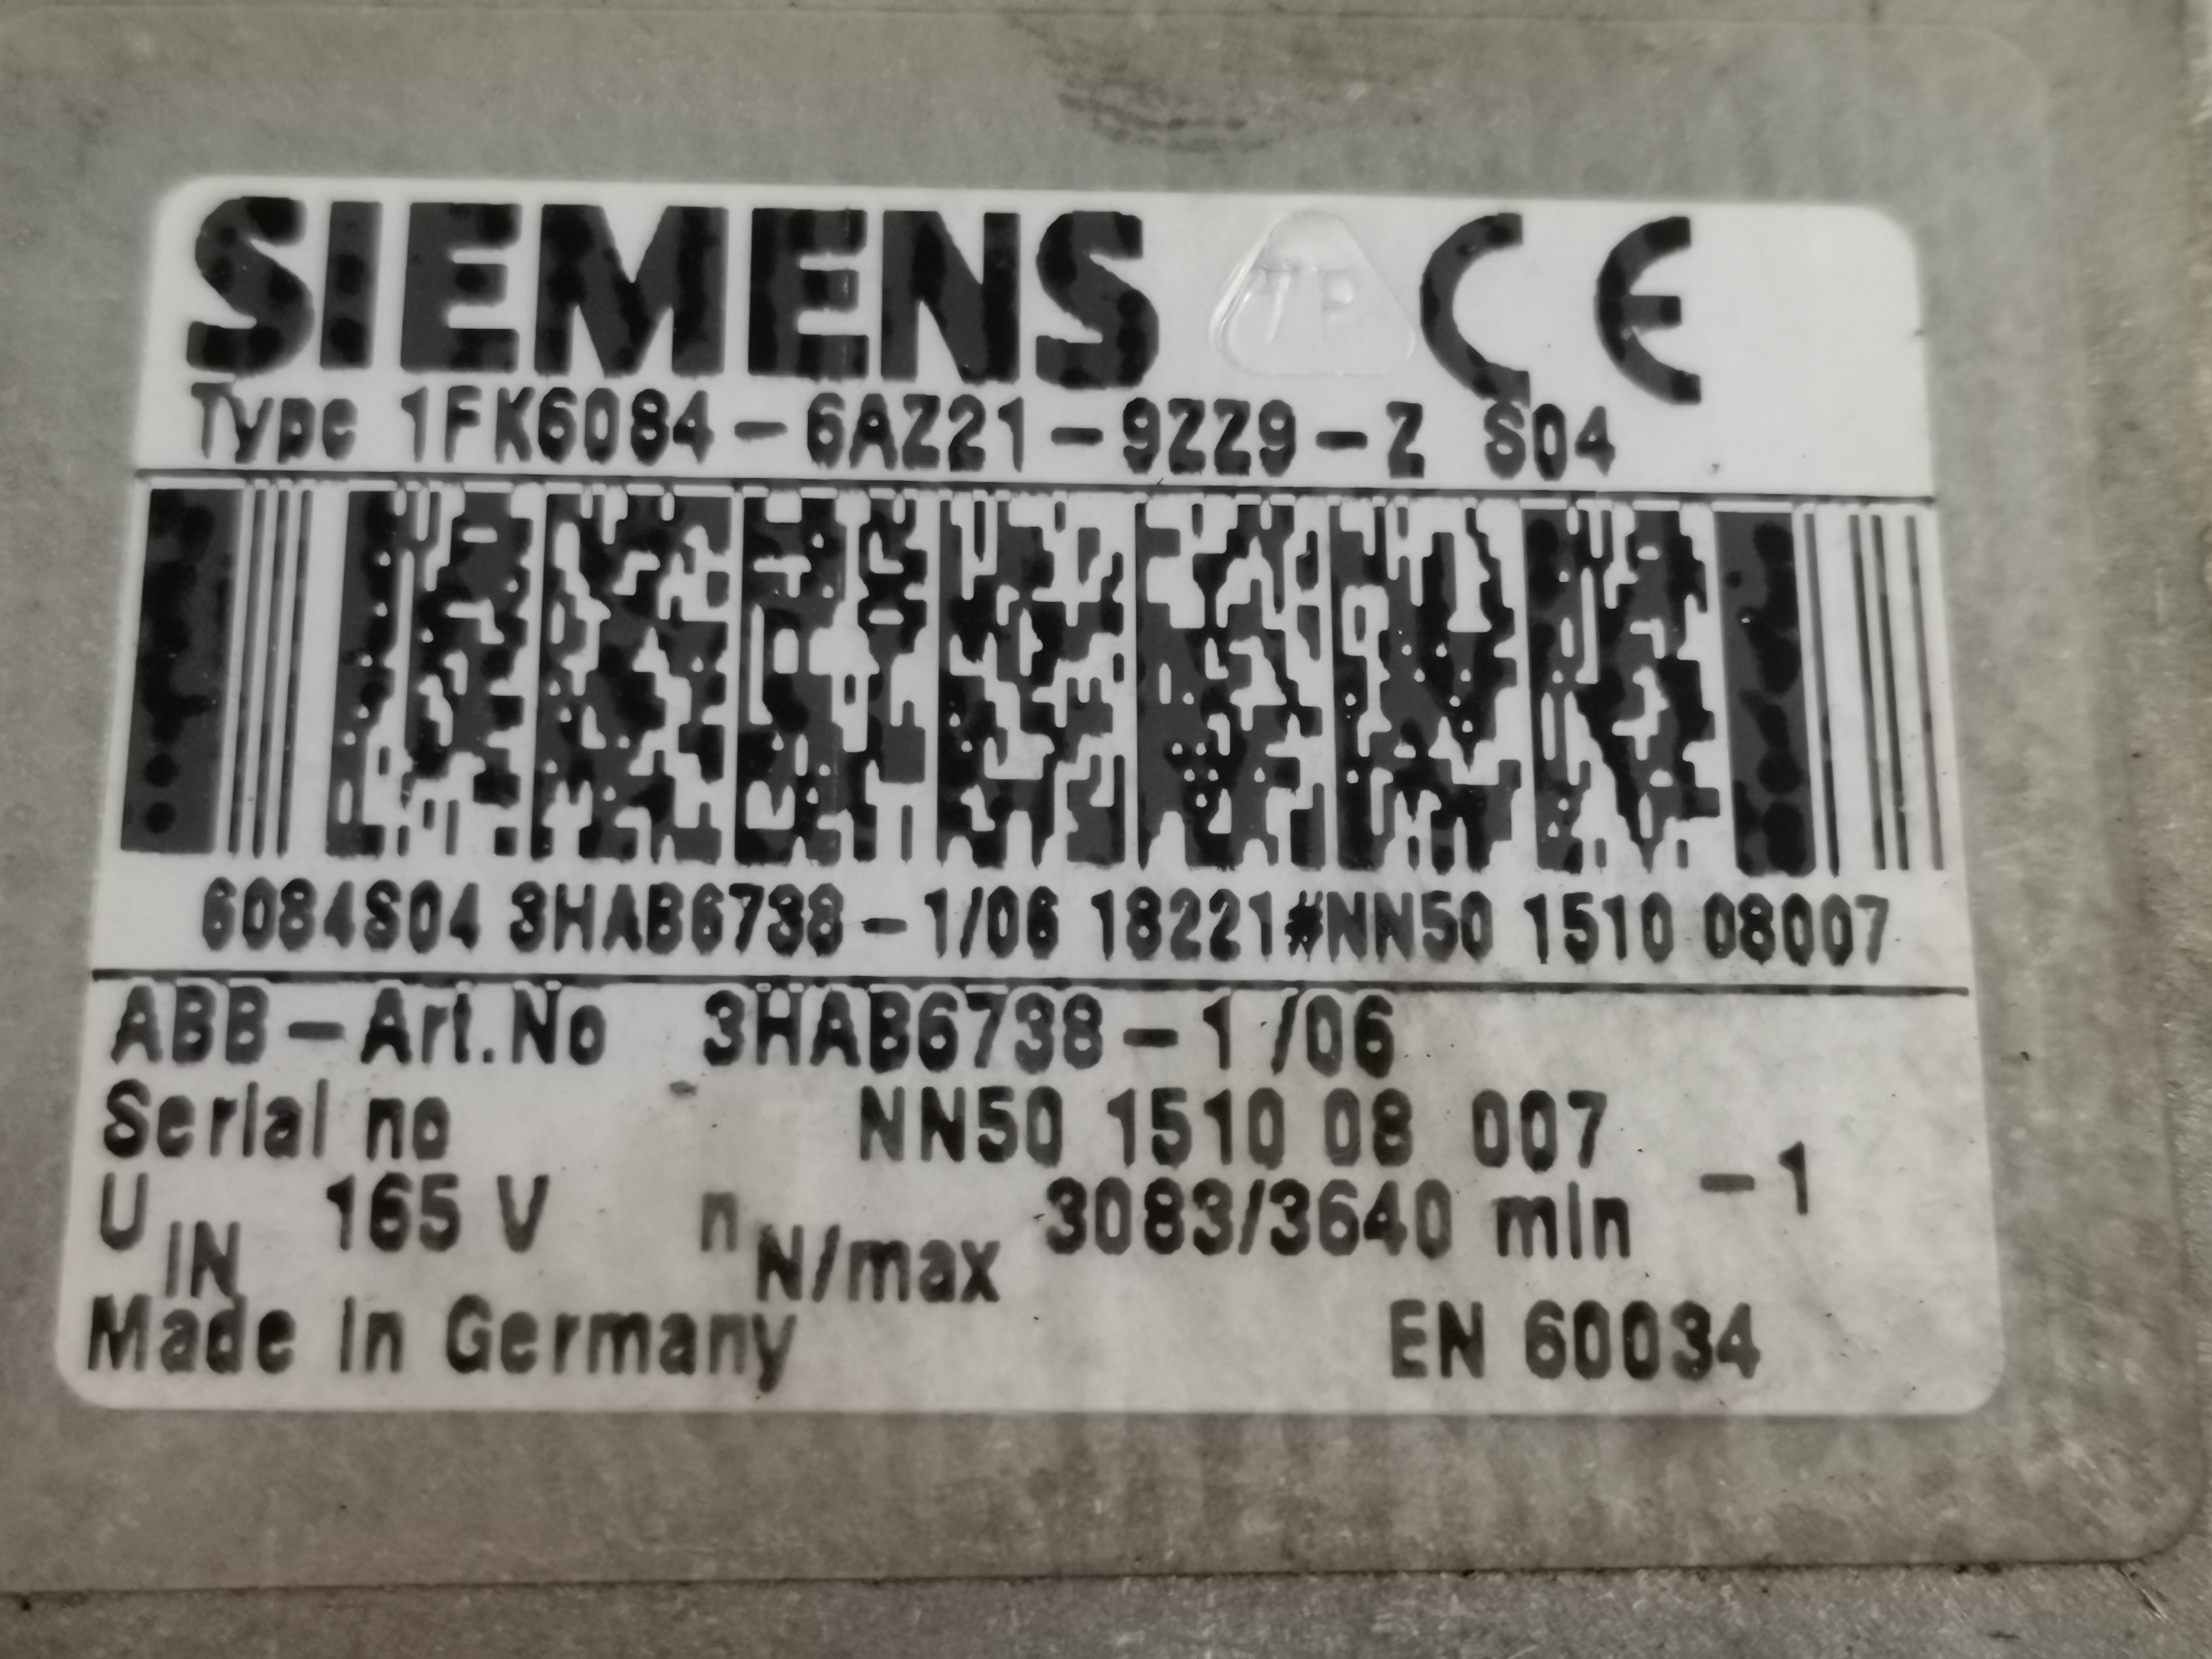 SIEMENS TP CE
Type 1FK6084-6AZ21-9ZZ9-Z S04
6084S04 3HAB6738-1/06 18221#NN50 1510 08007
ABB-Art.No 3HAB6738-1/06
Serial no NN50 1510 08 007
U IN 165 V n N/max 3083/3640 min -1
Made in Germany EN 60034